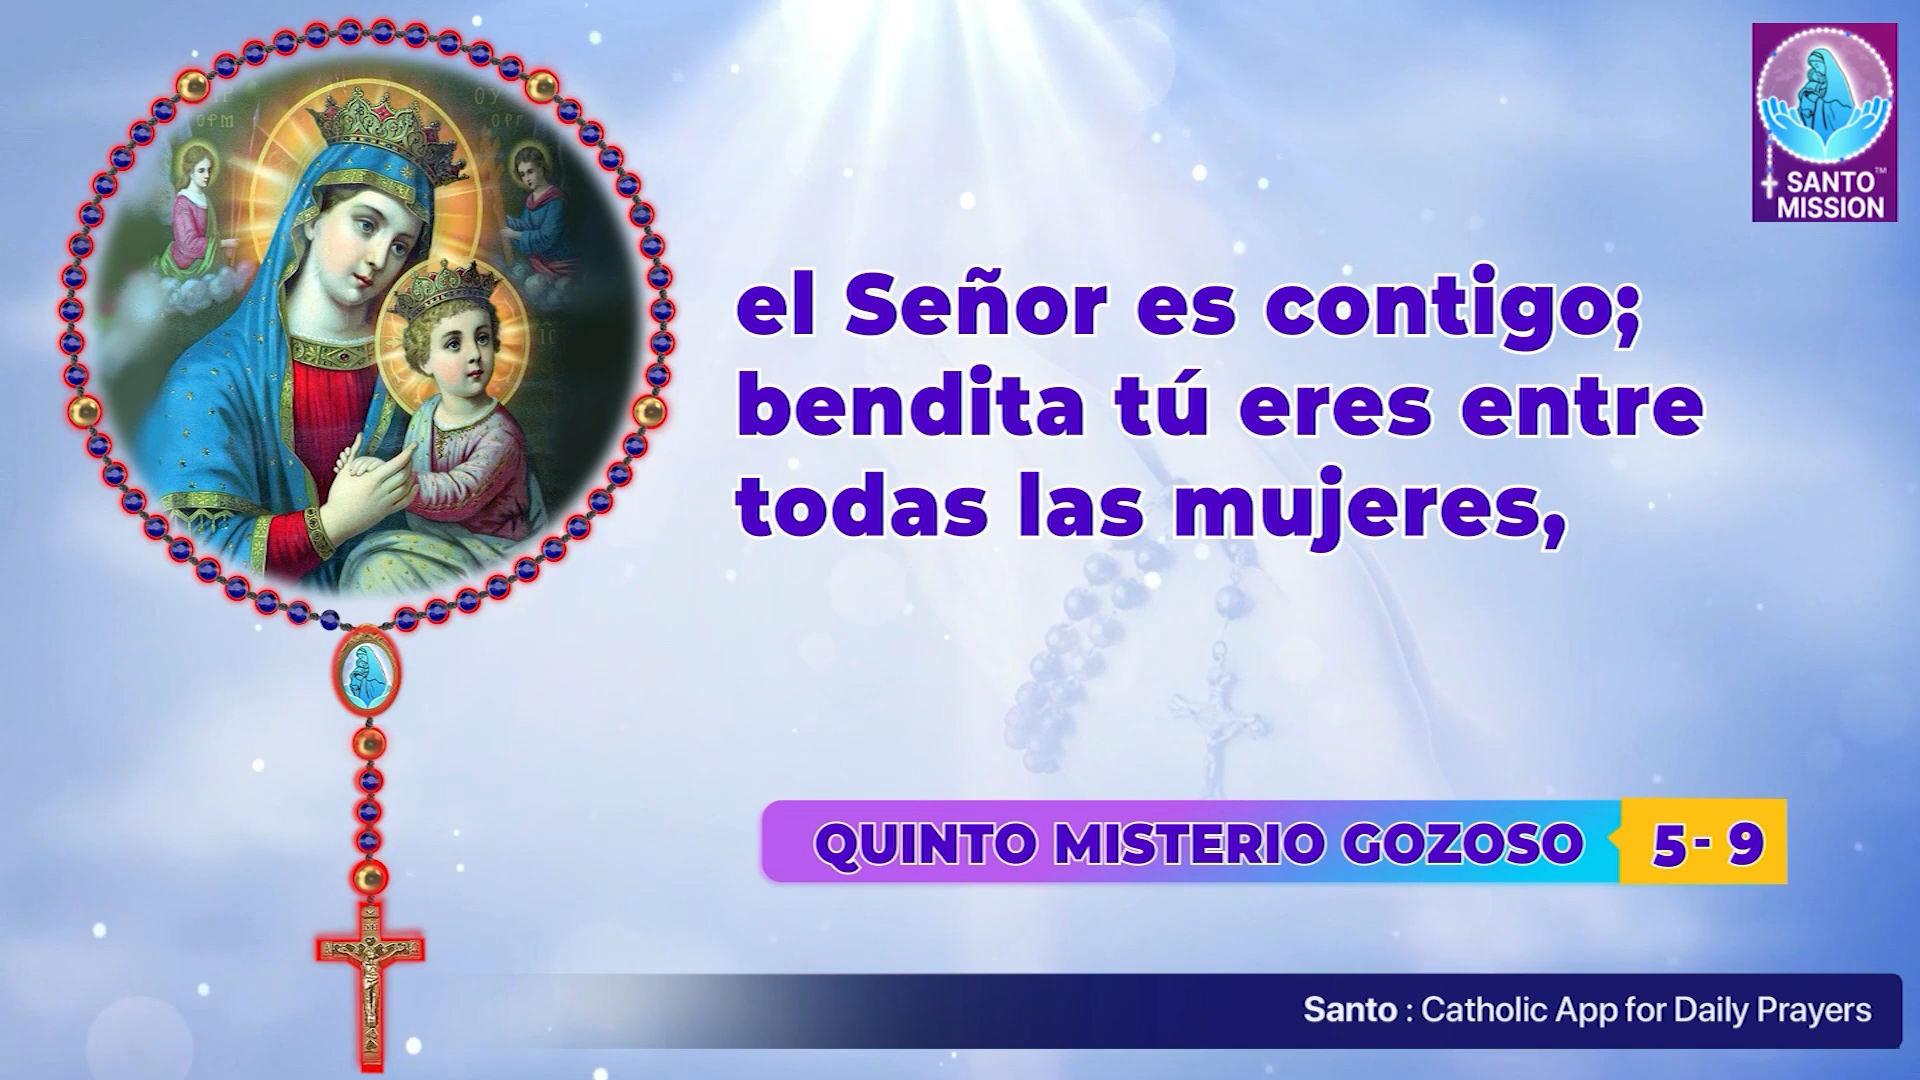 SANTO™
MISSION
el Señor es contigo;
bendita tú eres entre
todas las mujeres,
QUINTO MISTERIO GOZOSO 5- 9
Santo : Catholic App for Daily Prayers